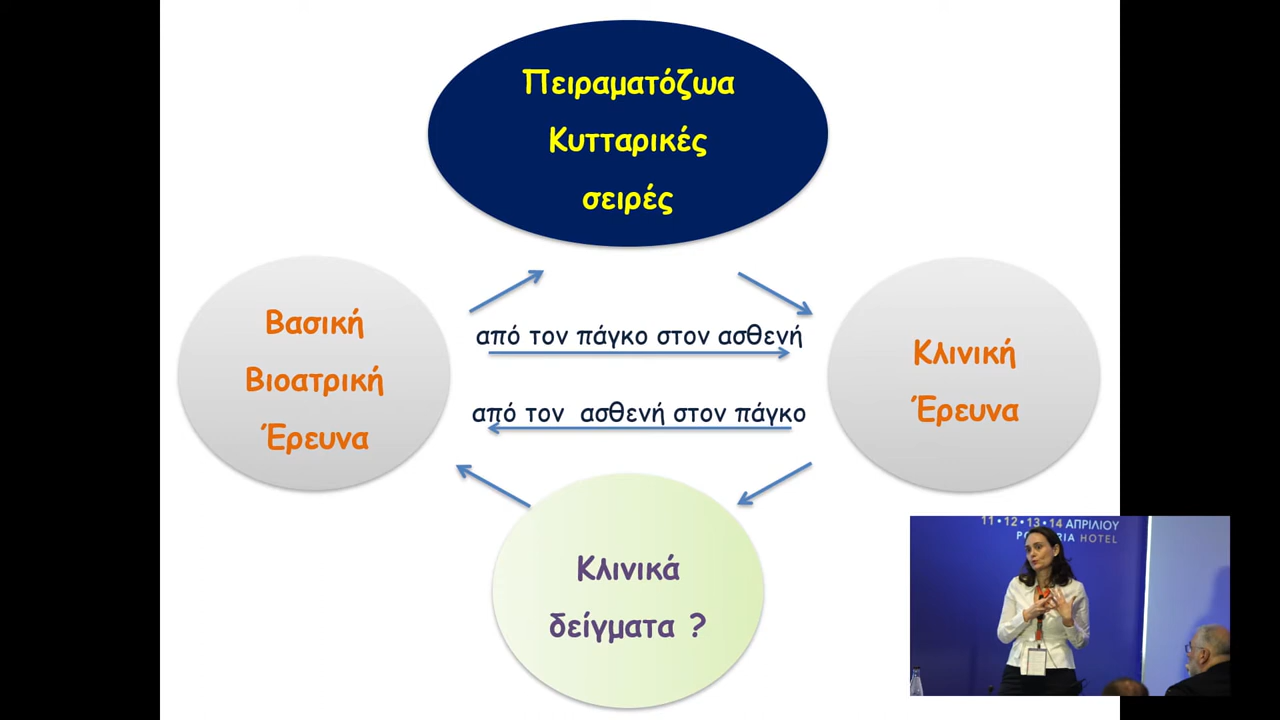 Πειραματόζωα
Κυτταρικές
σειρές
Βασική
Βιοατρική
Έρευνα
από τον πάγκο στον ασθενή
από τον ασθενή στον πάγκο
Κλινική
Έρευνα
Κλινικά
δείγματα ?
11•12•13•14 ΑΠΡΙΛΙΟΥ
HOTEL